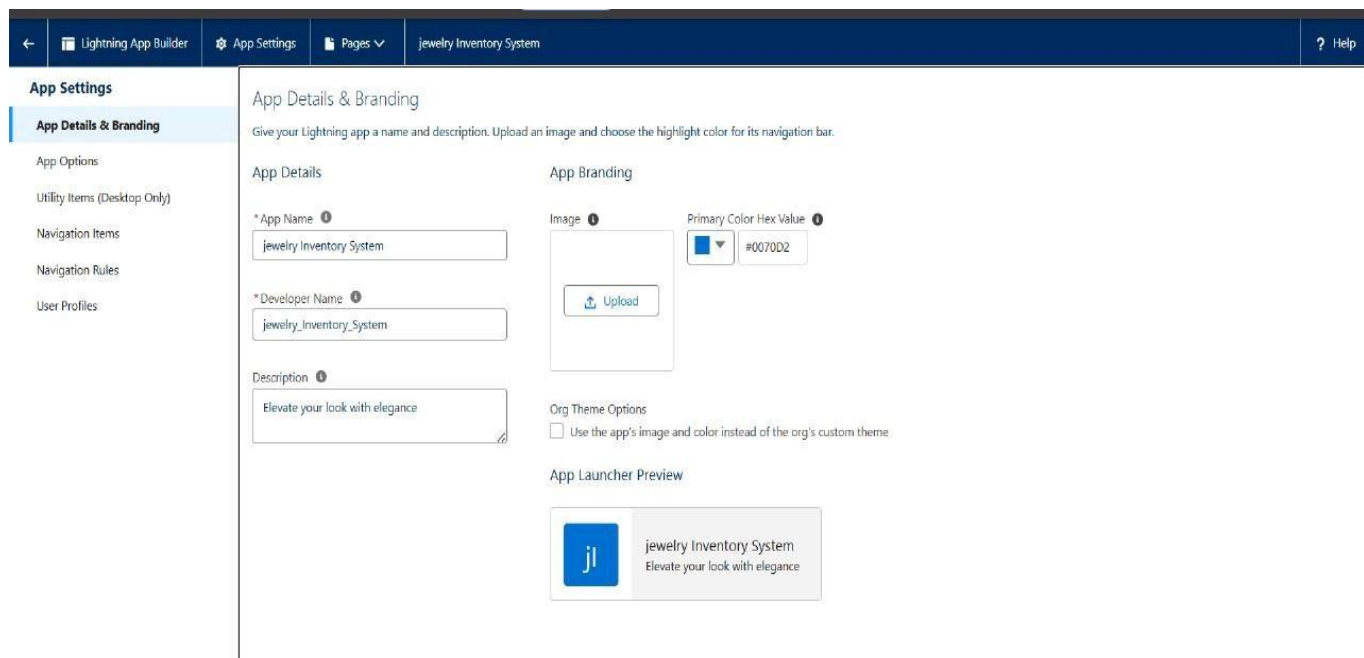 Lightning App Builder App Settings Pages jewelry Inventory System ? Help
App Settings
App Details & Branding
App Options
Utility Items (Desktop Only)
Navigation Items
Navigation Rules
User Profiles
App Details & Branding
Give your Lightning app a name and description. Upload an image and choose the highlight color for its navigation bar.
App Details
*App Name
jewelry Inventory System
*Developer Name
jewelry_Inventory_System
Description
Elevate your look with elegance
App Branding
Image
Upload
Primary Color Hex Value
#0070D2
Org Theme Options
Use the app's image and color instead of the org's custom theme
App Launcher Preview
jI
jewelry Inventory System
Elevate your look with elegance